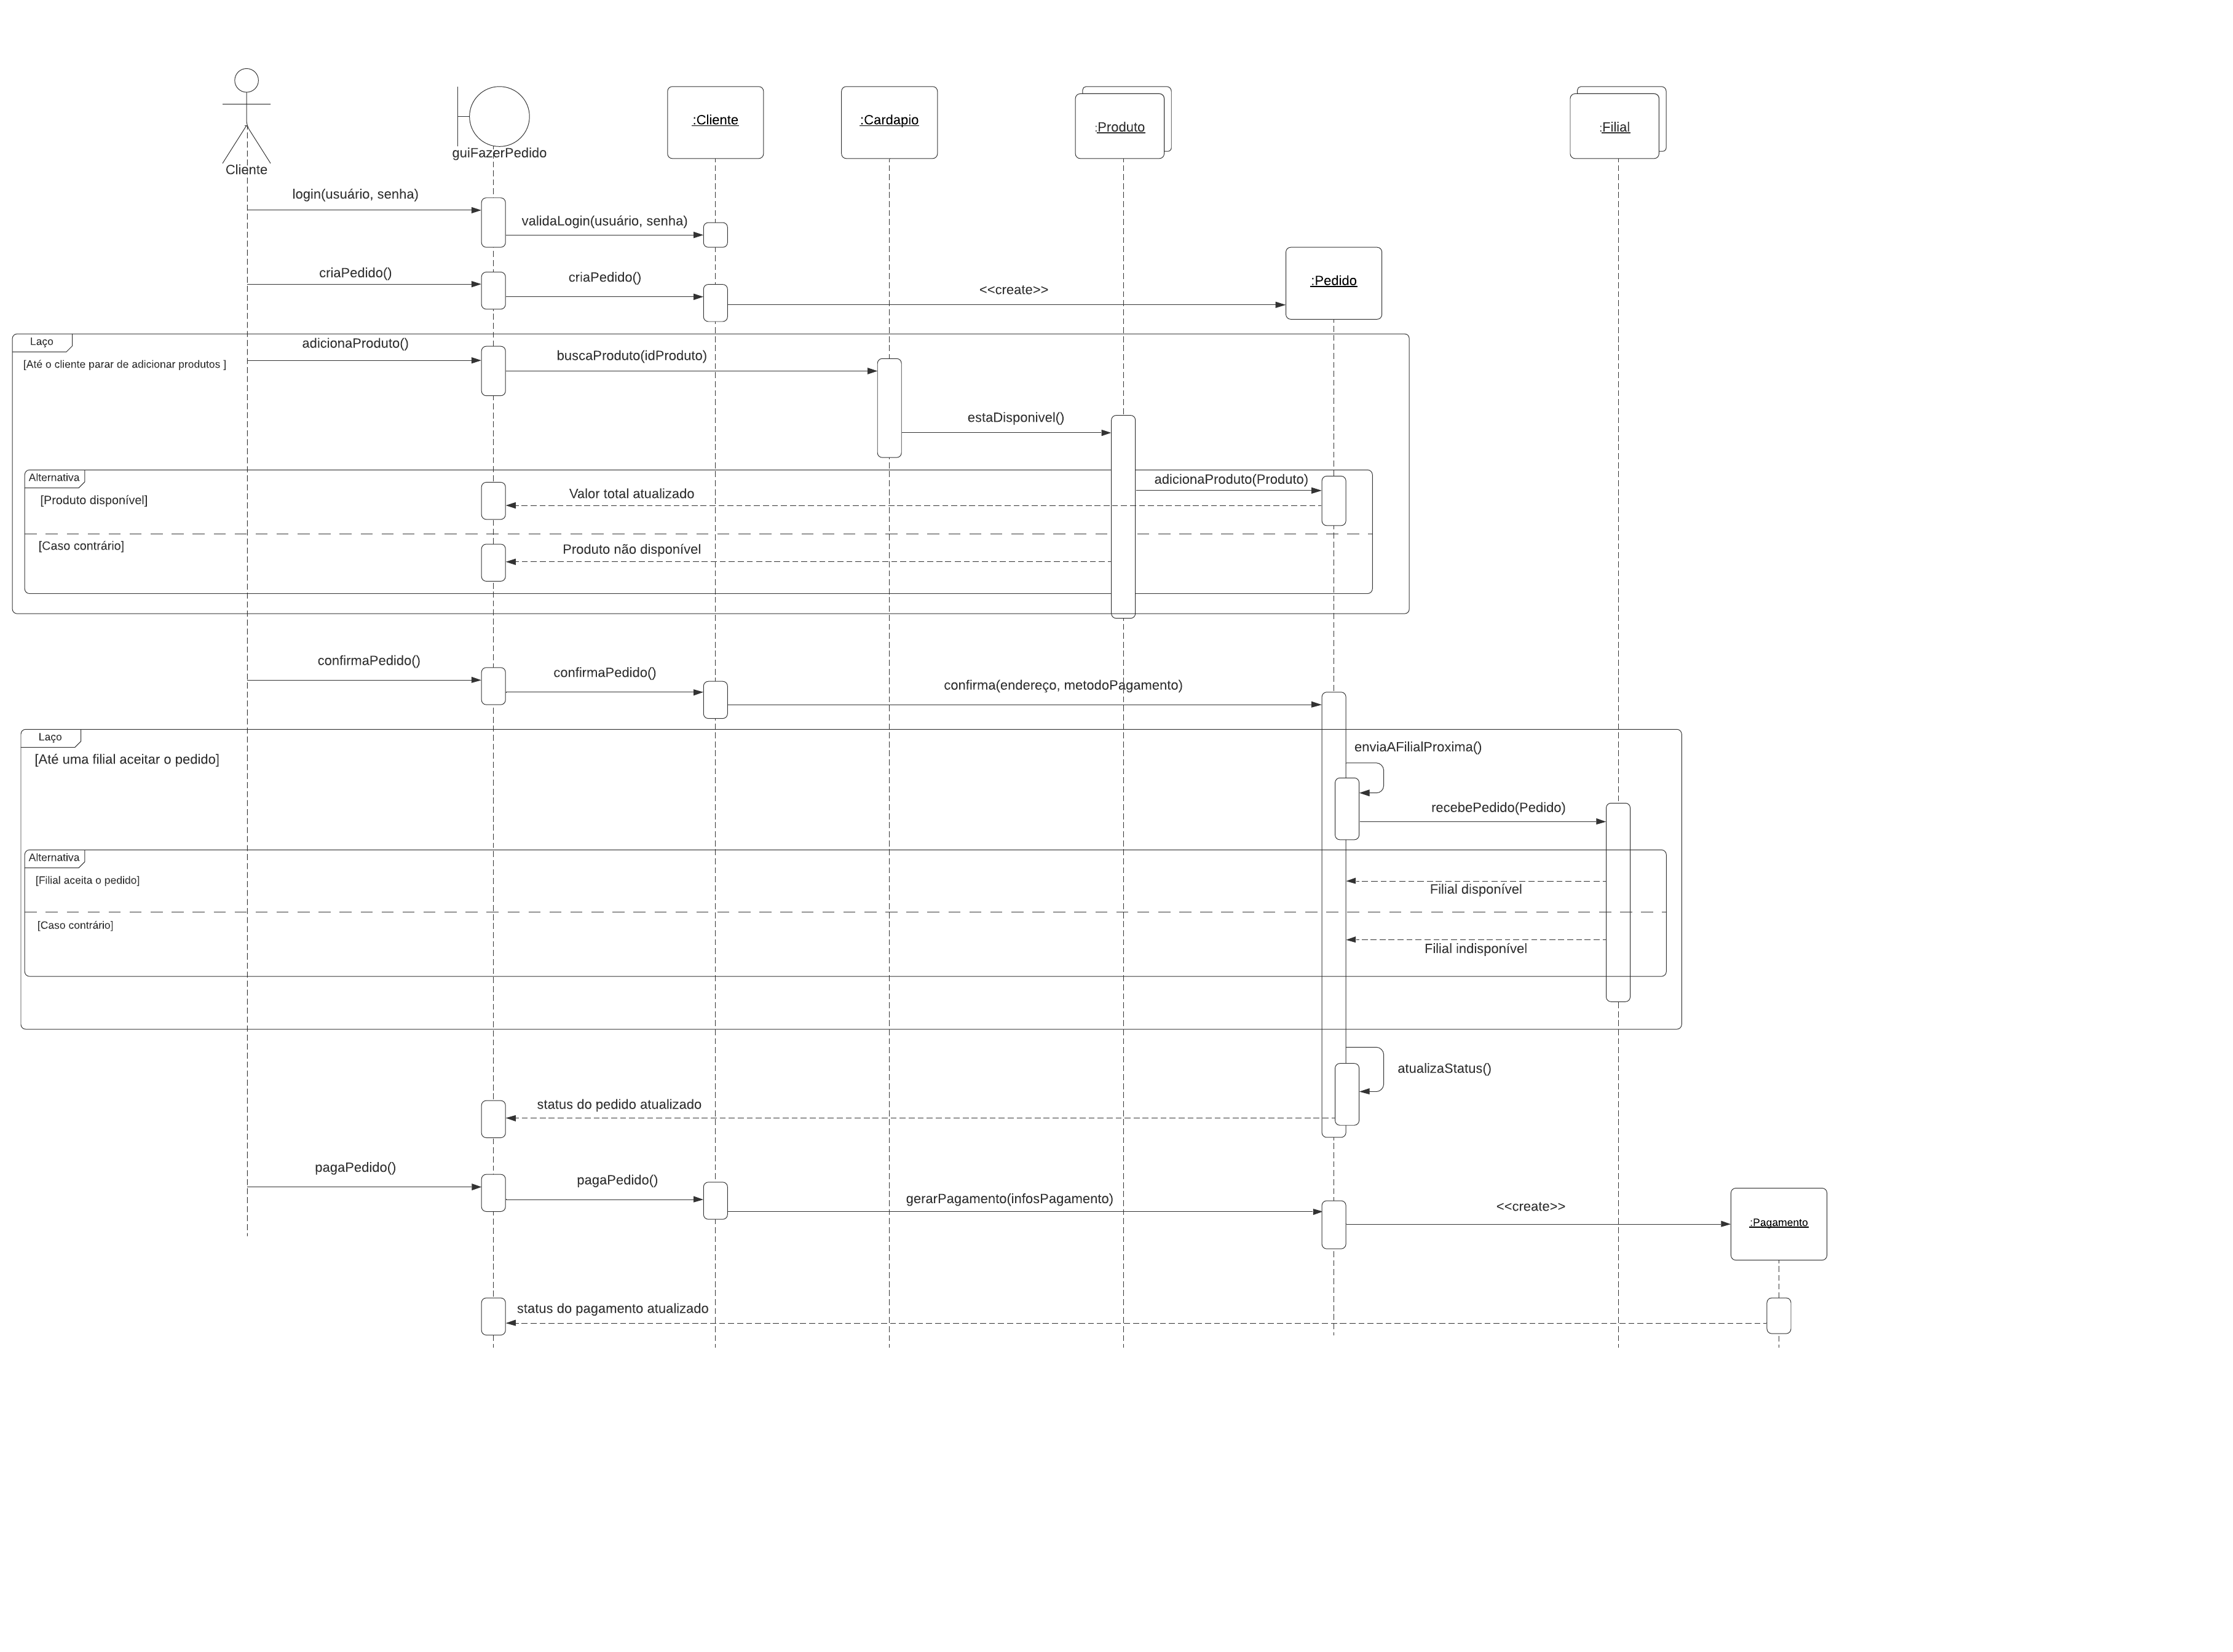 Cliente
guiFazerPedido
:Cliente
:Cardapio
:Produto
:Filial
login(usuário, senha)
validaLogin(usuário, senha)
criaPedido()
criaPedido()
<<create>>
:Pedido
Laço
[Até o cliente parar de adicionar produtos ]
adicionaProduto()
buscaProduto(idProduto)
estaDisponivel()
Alternativa
[Produto disponível]
adicionaProduto(Produto)
Valor total atualizado
[Caso contrário]
Produto não disponível
confirmaPedido()
confirmaPedido()
confirma(endereço, metodoPagamento)
Laço
[Até uma filial aceitar o pedido]
enviaAFilialProxima()
recebePedido(Pedido)
Alternativa
[Filial aceita o pedido]
Filial disponível
[Caso contrário]
Filial indisponível
atualizaStatus()
status do pedido atualizado
pagaPedido()
pagaPedido()
gerarPagamento(infosPagamento)
<<create>>
:Pagamento
status do pagamento atualizado